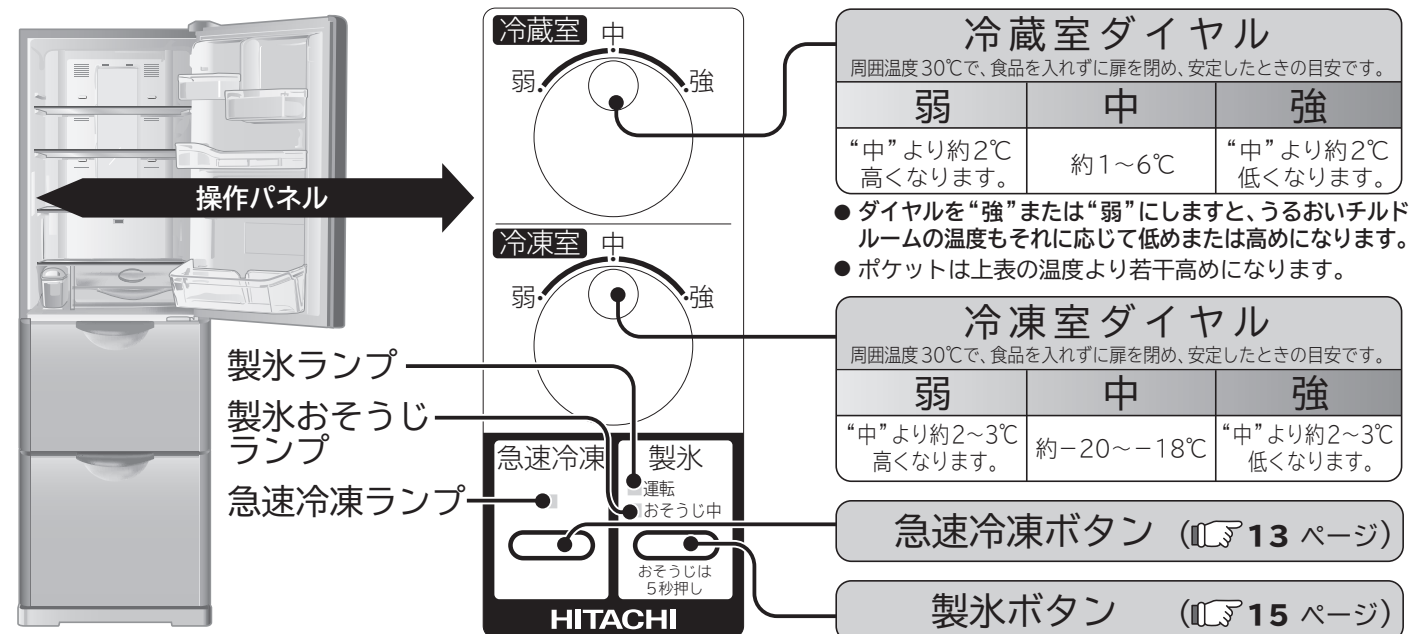 操作パネル
冷蔵室
中
弱
強
冷凍室
中
弱
強
製氷ランプ
製氷おそうじ
ランプ
急速冷凍ランプ
急速冷凍
製氷
運転
おそうじ中
おそうじは
5秒押し
HITACHI
冷蔵室ダイヤル
周囲温度30℃で、食品を入れずに扉を閉め、安定したときの目安です。
弱 中 強
“中”より約2℃
高くなります。
約1～6℃
“中”より約2℃
低くなります。
● ダイヤルを“強”または“弱”にしますと、うるおいチルド
ルームの温度もそれに応じて低めまたは高めになります。
● ポケットは上表の温度より若干高めになります。
冷凍室ダイヤル
周囲温度30℃で、食品を入れずに扉を閉め、安定したときの目安です。
弱 中 強
“中”より約2～3℃
高くなります。
約－20～－18℃
“中”より約2～3℃
低くなります。
急速冷凍ボタン (☞13 ページ)
製氷ボタン (☞15 ページ)